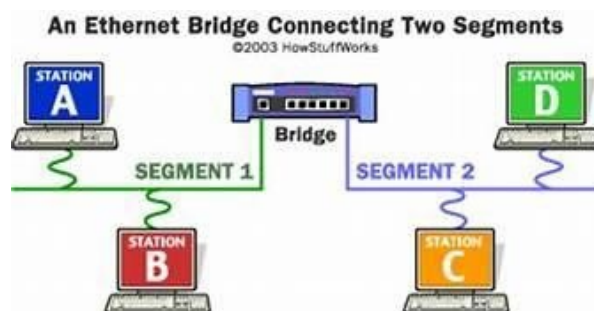 An Ethernet Bridge Connecting Two Segments
©2003 HowStuffWorks
STATION
A
STATION
D
Bridge
SEGMENT 1
SEGMENT 2
STATION
B
STATION
C